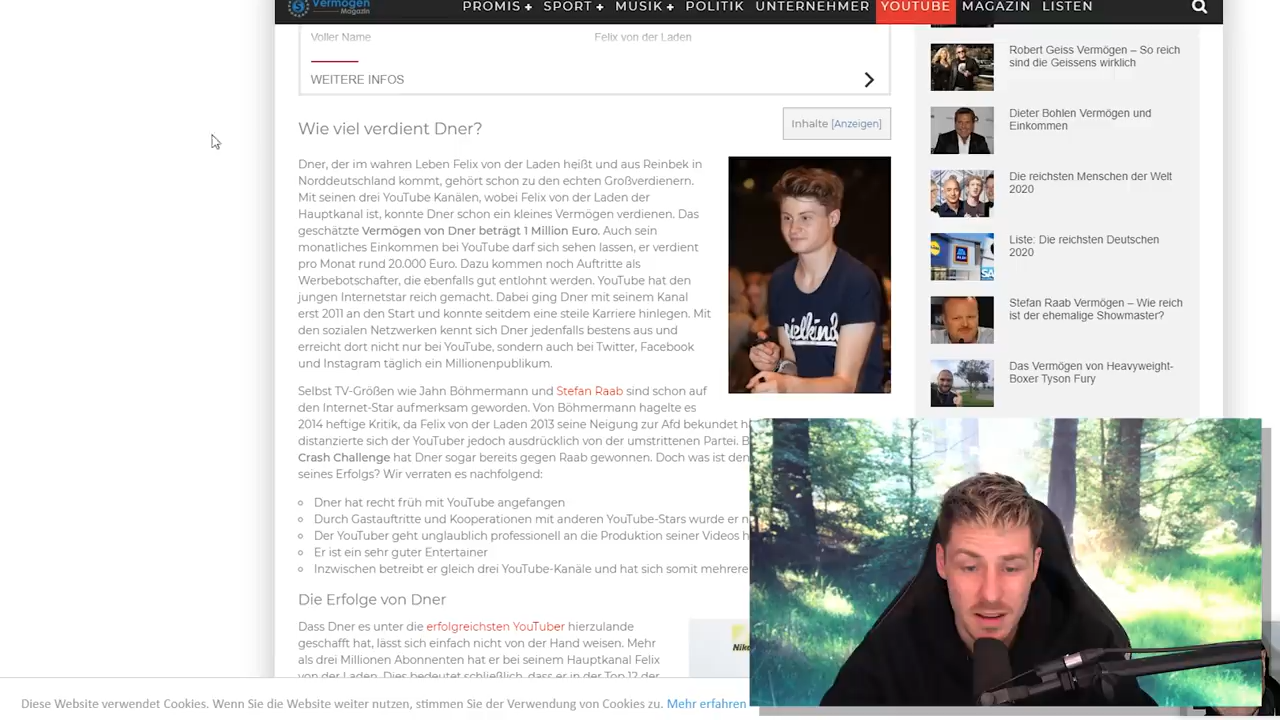 Vermögen
Magazin
PROMIS + SPORT + MUSIK + POLITIK UNTERNEHMER YOUTUBE MAGAZIN LISTEN
Voller Name Felix von der Laden
WEITERE INFOS
Wie viel verdient Dner?
Inhalte [Anzeigen]
Dner, der im wahren Leben Felix von der Laden heißt und aus Reinbek in
Norddeutschland kommt, gehört schon zu den echten Großverdienern.
Mit seinen drei YouTube Kanälen, wobei Felix von der Laden der
Hauptkanal ist, konnte Dner schon ein kleines Vermögen verdienen. Das
geschätzte Vermögen von Dner beträgt 1 Million Euro. Auch sein
monatliches Einkommen bei YouTube darf sich sehen lassen, er verdient
pro Monat rund 20.000 Euro. Dazu kommen noch Auftritte als
Werbebotschafter, die ebenfalls gut entlohnt werden. YouTube hat den
jungen Internetstar reich gemacht. Dabei ging Dner mit seinem Kanal
erst 2011 an den Start und konnte seitdem eine steile Karriere hinlegen. Mit
den sozialen Netzwerken kennt sich Dner jedenfalls bestens aus und
erreicht dort nicht nur bei YouTube, sondern auch bei Twitter, Facebook
und Instagram täglich ein Millionenpublikum.
Selbst TV-Größen wie Jahn Böhmermann und Stefan Raab sind schon auf
den Internet-Star aufmerksam geworden. Von Böhmermann hagelte es
2014 heftige Kritik, da Felix von der Laden 2013 seine Neigung zur Afd bekundet h
distanzierte sich der YouTuber jedoch ausdrücklich von der umstrittenen Partei. B
Crash Challenge hat Dner sogar bereits gegen Raab gewonnen. Doch was ist den
seines Erfolgs? Wir verraten es nachfolgend:
Dner hat recht früh mit YouTube angefangen
Durch Gastauftritte und Kooperationen mit anderen YouTube-Stars wurde er n
Der YouTuber geht unglaublich professionell an die Produktion seiner Videos h
Er ist ein sehr guter Entertainer
Inzwischen betreibt er gleich drei YouTube-Kanäle und hat sich somit mehrere
Die Erfolge von Dner
Dass Dner es unter die erfolgreichsten YouTuber hierzulande
geschafft hat, lässt sich einfach nicht von der Hand weisen. Mehr
als drei Millionen Abonnenten hat er bei seinem Hauptkanal Felix
von der Laden. Dies bedeutet schließlich, dass er in der Top 12 der
Robert Geiss Vermögen – So reich
sind die Geissens wirklich
Dieter Bohlen Vermögen und
Einkommen
Die reichsten Menschen der Welt
2020
Liste: Die reichsten Deutschen
2020
Stefan Raab Vermögen – Wie reich
ist der ehemalige Showmaster?
Das Vermögen von Heavyweight-
Boxer Tyson Fury
Diese Website verwendet Cookies. Wenn Sie die Website weiter nutzen, stimmen Sie der Verwendung von Cookies zu. Mehr erfahren